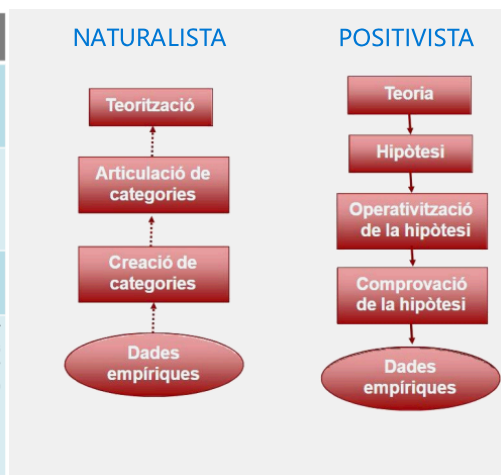 NATURALISTA
Teorització
Articulació de
categories
Creació de
categories
Dades
empíriques
POSITIVISTA
Teoria
Hipòtesi
Operativització
de la hipòtesi
Comprovació
de la hipòtesi
Dades
empíriques